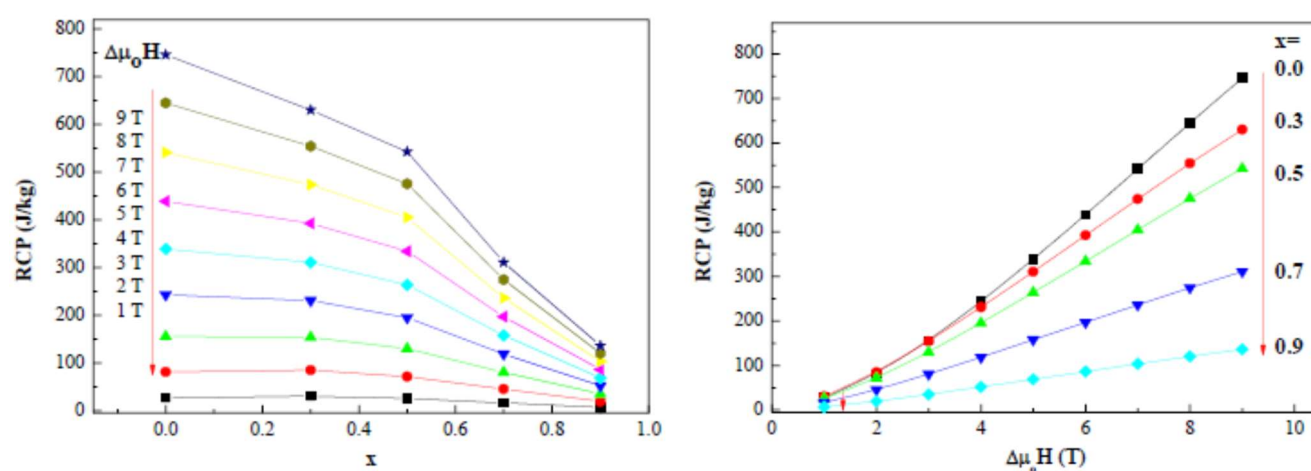 800
700
600
500
400
300
200
100
0
RCP (J/kg)
Δμ₀H
9 T
8 T
7 T
6 T
5 T
4 T
3 T
2 T
1 T
0.0 0.2 0.4 0.6 0.8 1.0
x
800
700
600
500
400
300
200
100
0
RCP (J/kg)
x=
0.0
0.3
0.5
0.7
0.9
0 2 4 6 8 10
Δμ₀H (T)